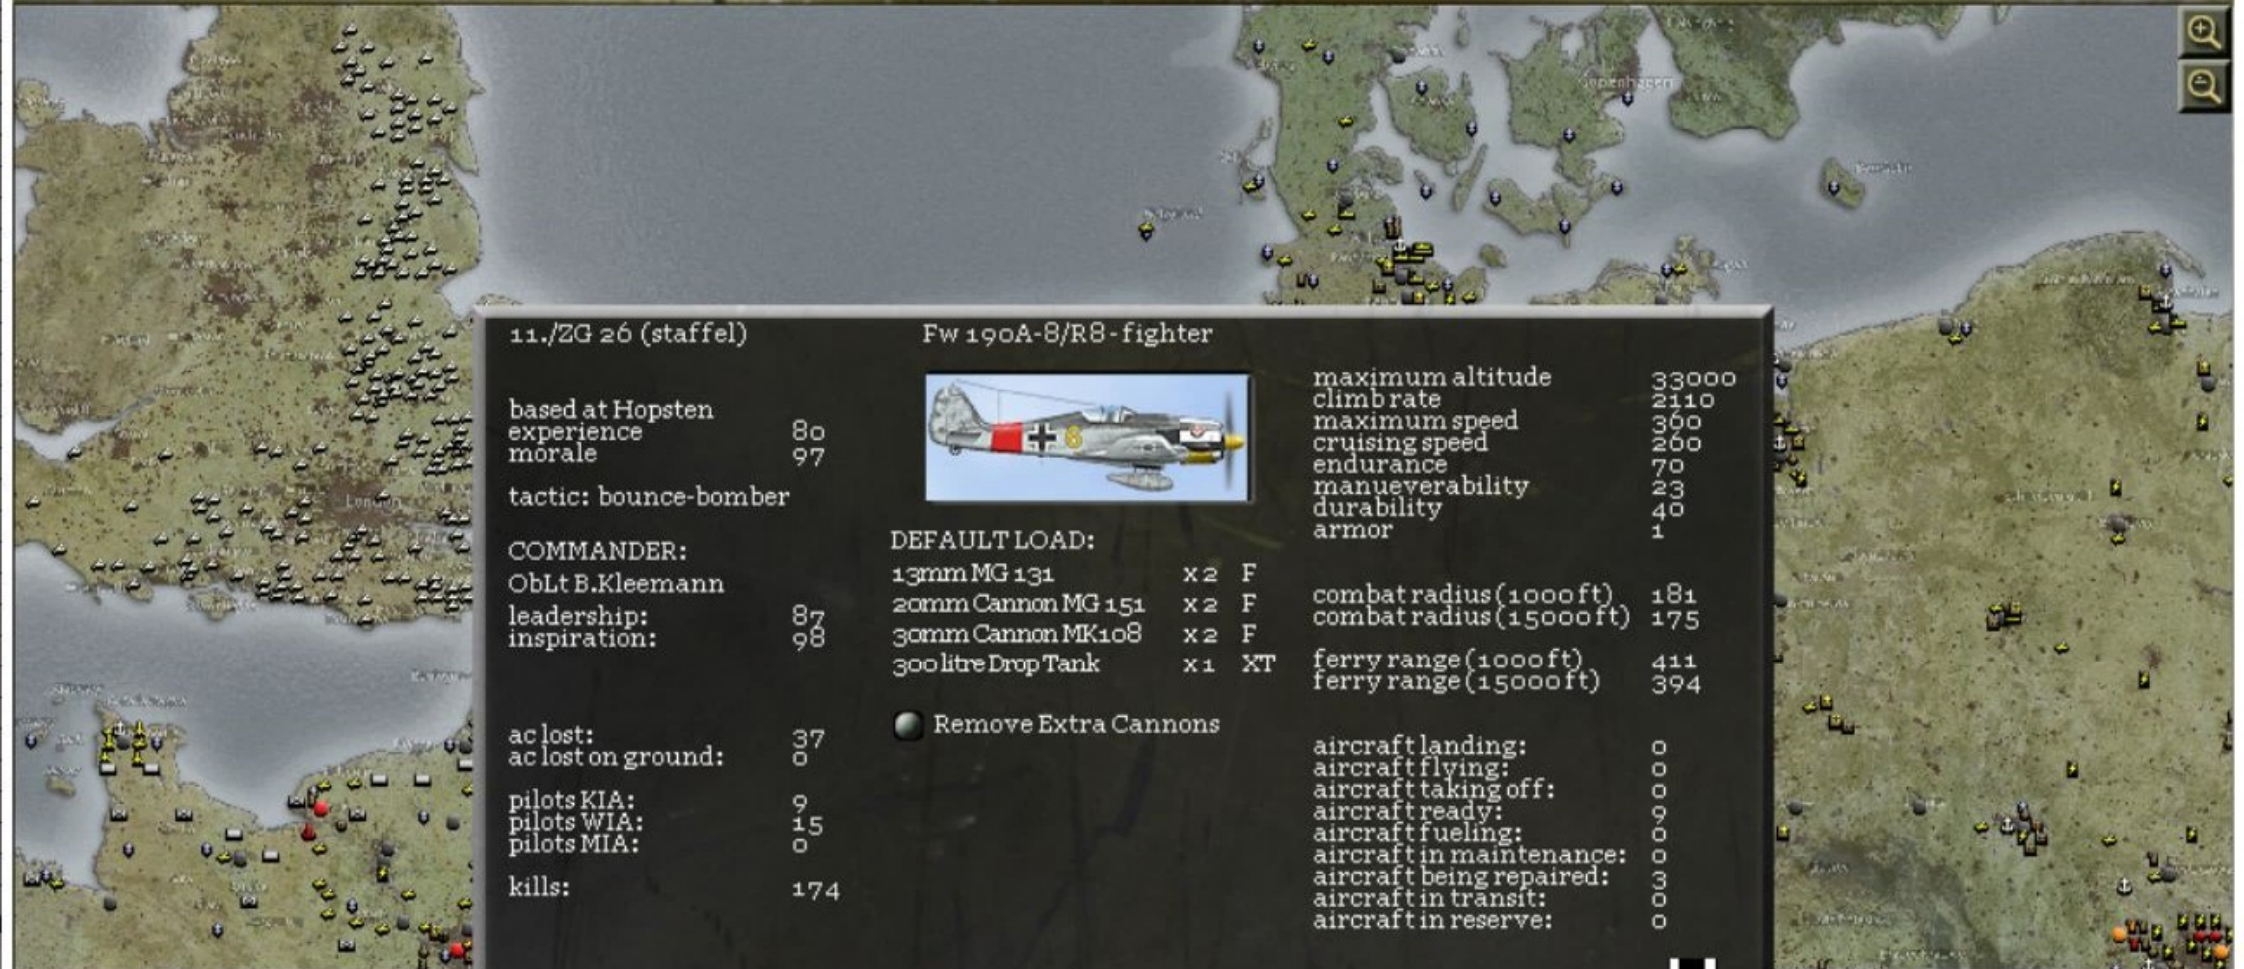 Copenhagen
London
11./ZG 26 (staffel)
Fw 190A-8/R8 - fighter
based at Hopsten
experience 80
morale 97
tactic: bounce-bomber
COMMANDER:
ObLt B.Kleemann
leadership: 87
inspiration: 98
ac lost: 37
ac lost on ground: 0
pilots KIA: 9
pilots WIA: 15
pilots MIA: 0
kills: 174
DEFAULT LOAD:
13mm MG 131 x 2 F
20mm Cannon MG 151 x 2 F
30mm Cannon MK108 x 2 F
300 litre Drop Tank x 1 XT
Remove Extra Cannons
maximum altitude 33000
climb rate 2110
maximum speed 360
cruising speed 260
endurance 70
manueverability 23
durability 40
armor 1
combat radius (1000ft) 181
combat radius (15000ft) 175
ferry range (1000ft) 411
ferry range (15000ft) 394
aircraft landing: 0
aircraft flying: 0
aircraft taking off: 0
aircraft ready: 9
aircraft fueling: 0
aircraft in maintenance: 0
aircraft being repaired: 3
aircraft in transit: 0
aircraft in reserve: 0